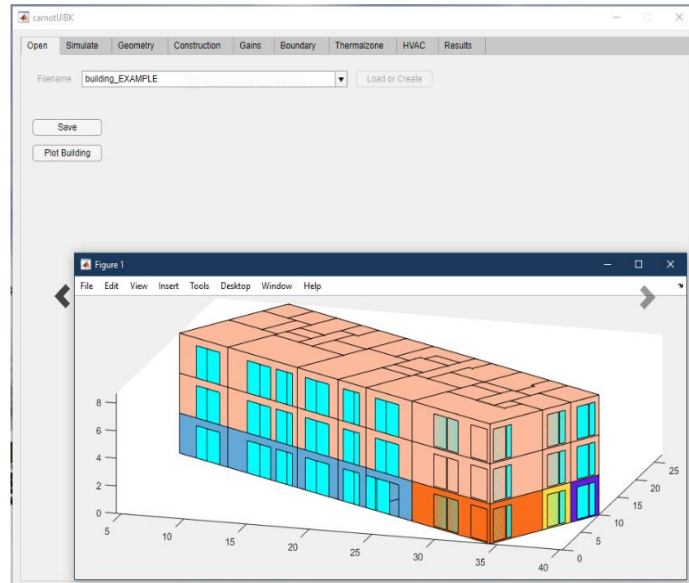 carnotUIBK
Open Simulate Geometry Construction Gains Boundary Thermalzone HVAC Results
Filename building_EXAMPLE Load or Create
Save
Plot Building
Figure 1
File Edit View Insert Tools Desktop Window Help
8
6
4
2
0
5
10
15
20
25
30
35
40
0
5
10
15
20
25